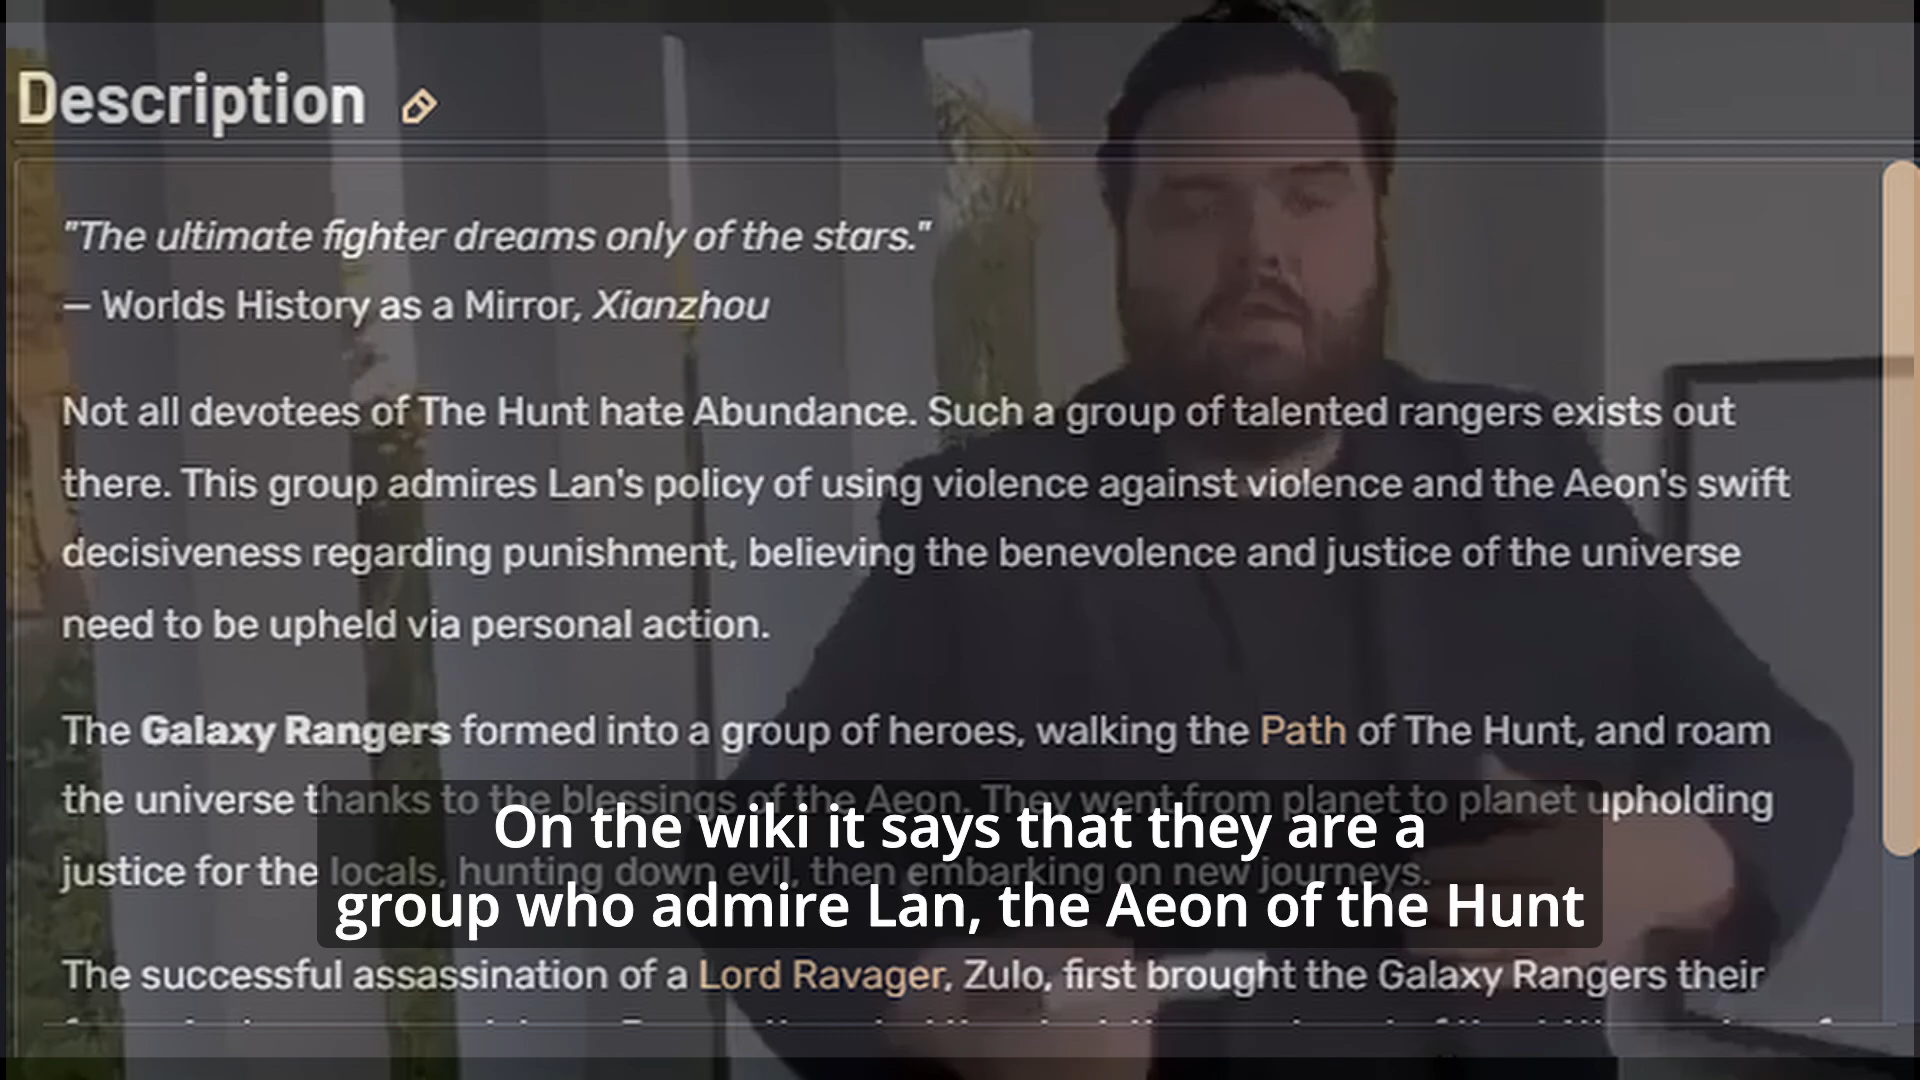 Description
"The ultimate fighter dreams only of the stars."
— Worlds History as a Mirror, Xianzhou
Not all devotees of The Hunt hate Abundance. Such a group of talented rangers exists out
there. This group admires Lan's policy of using violence against violence and the Aeon's swift
decisiveness regarding punishment, believing the benevolence and justice of the universe
need to be upheld via personal action.
The Galaxy Rangers formed into a group of heroes, walking the Path of The Hunt, and roam
the universe thanks to the blessings of the Aeon. They went from planet to planet upholding
justice for the locals, hunting down evil, then embarking on new journeys.
On the wiki it says that they are a
group who admire Lan, the Aeon of the Hunt
The successful assassination of a Lord Ravager, Zulo, first brought the Galaxy Rangers their